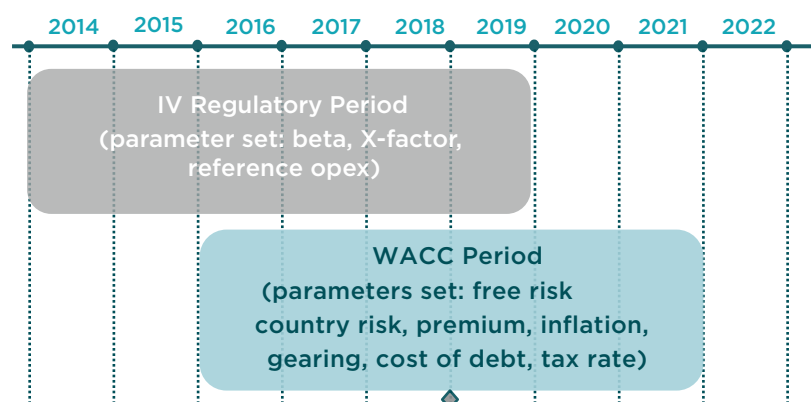 2014 2015 2016 2017 2018 2019 2020 2021 2022
IV Regulatory Period
(parameter set: beta, X-factor,
reference opex)
WACC Period
(parameters set: free risk
country risk, premium, inflation,
gearing, cost of debt, tax rate)